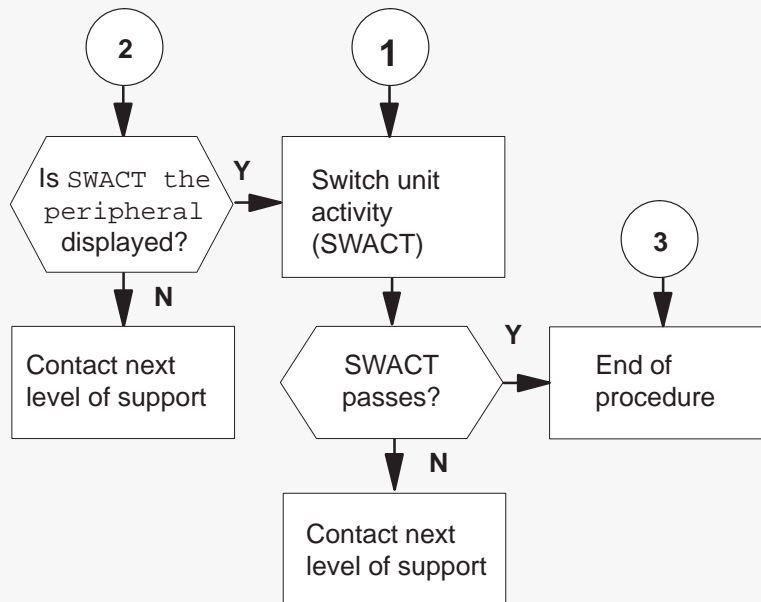 2
1
Is SWACT the
peripheral
displayed?
Y
N
Switch unit
activity
(SWACT)
3
Contact next
level of support
SWACT
passes?
Y
N
End of
procedure
Contact next
level of support